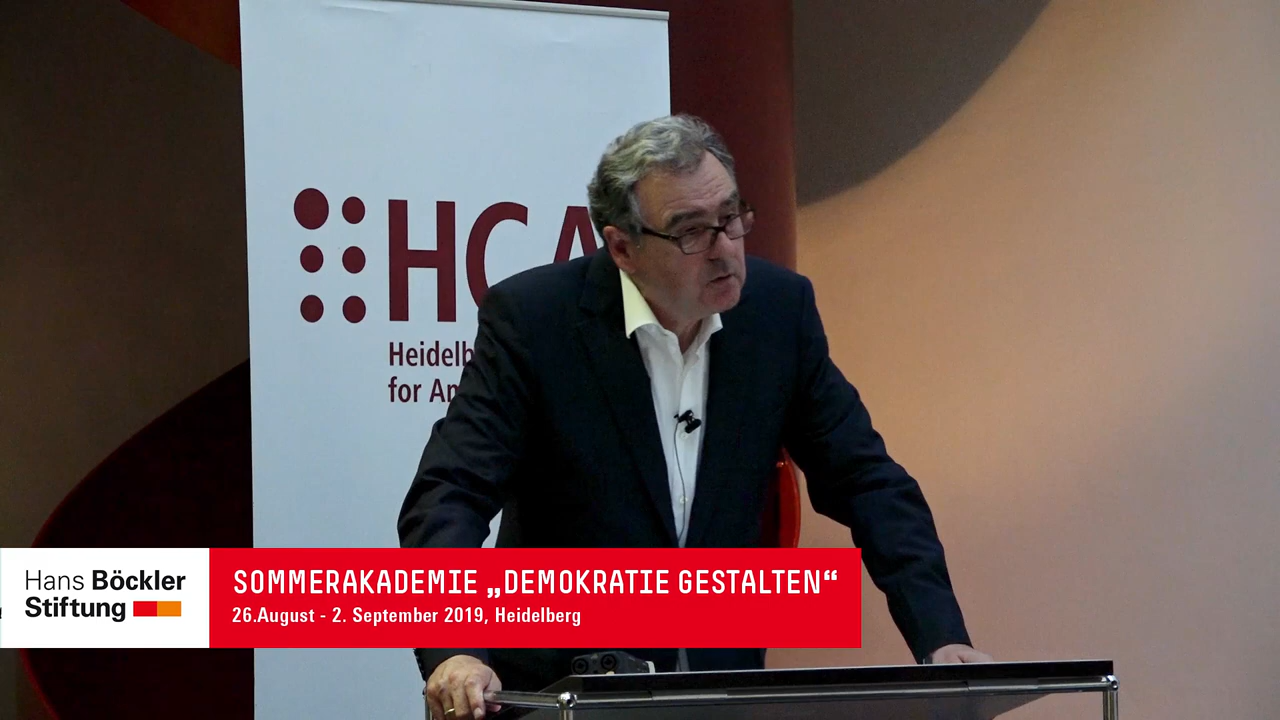 HCA
Heidelb
for Am
Hans Böckler
Stiftung
SOMMERAKADEMIE „DEMOKRATIE GESTALTEN“
26.August - 2. September 2019, Heidelberg